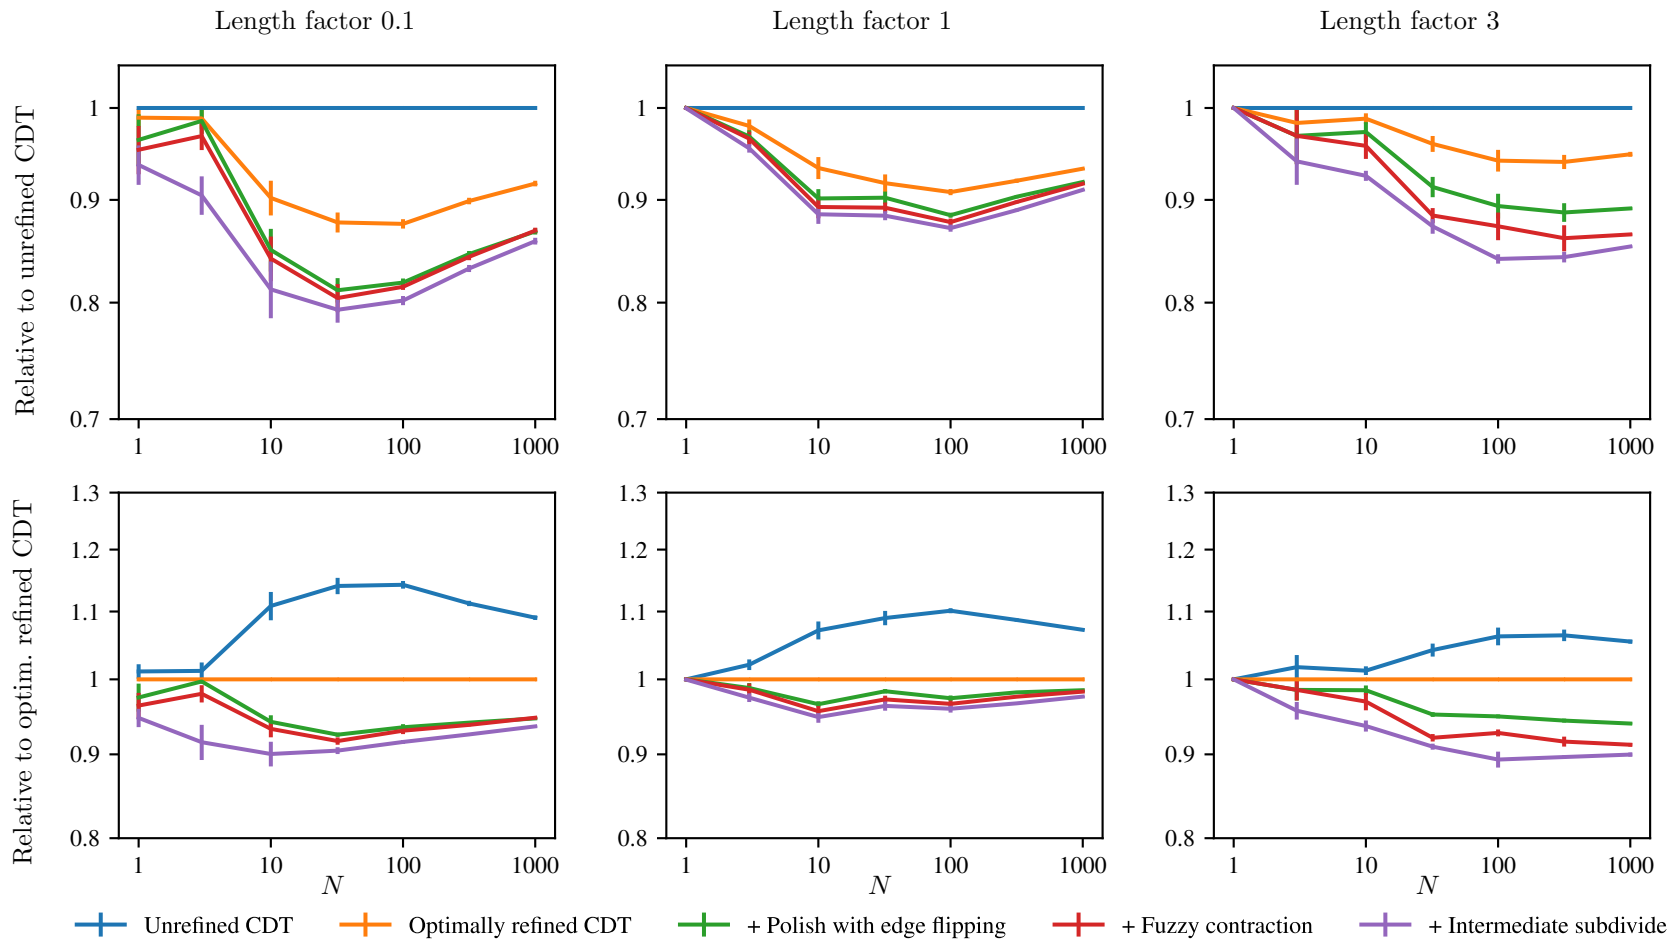 Length factor 0.1
Length factor 1
Length factor 3
Relative to unrefined CDT
1
0.9
0.8
0.7
1 10 100 1000
1
0.9
0.8
0.7
1 10 100 1000
1
0.9
0.8
0.7
1 10 100 1000
Relative to optim. refined CDT
1.3
1.2
1.1
1
0.9
0.8
1 10 100 1000
N
1.3
1.2
1.1
1
0.9
0.8
1 10 100 1000
N
1.3
1.2
1.1
1
0.9
0.8
1 10 100 1000
N
Unrefined CDT
Optimally refined CDT
+ Polish with edge flipping
+ Fuzzy contraction
+ Intermediate subdivide